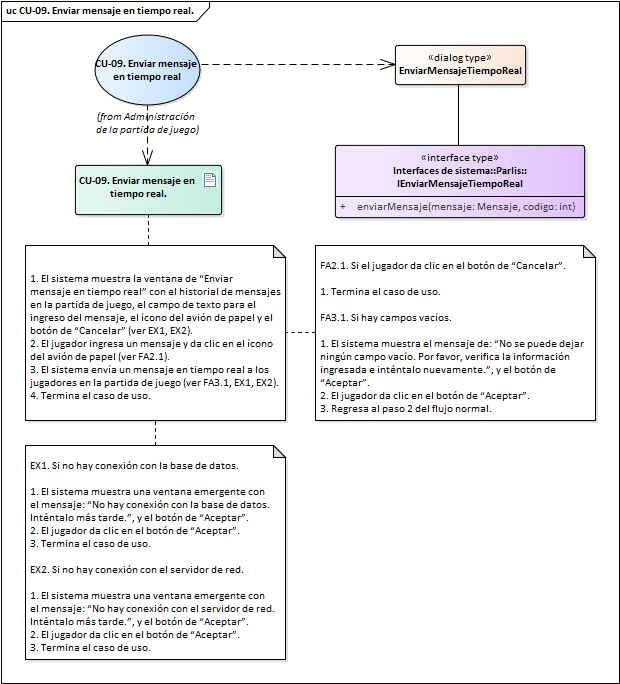 uc CU-09. Enviar mensaje en tiempo real.
CU-09. Enviar mensaje
en tiempo real
(from Administración
de la partida de juego)
«dialog type»
EnviarMensajeTiempoReal
CU-09. Enviar mensaje en
tiempo real.
«interface type»
Interfaces de sistema::Parlis::
IEnviarMensajeTiempoReal
+ enviarMensaje(mensaje: Mensaje, codigo: int)
1. El sistema muestra la ventana de “Enviar
mensaje en tiempo real” con el historial de mensajes
en la partida de juego, el campo de texto para el
ingreso del mensaje, el ícono del avión de papel y el
botón de “Cancelar” (ver EX1, EX2).
2. El jugador ingresa un mensaje y da clic en el ícono
del avión de papel (ver FA2.1).
3. El sistema envía un mensaje en tiempo real a los
jugadores en la partida de juego (ver FA3.1, EX1, EX2).
4. Termina el caso de uso.
FA2.1. Si el jugador da clic en el botón de “Cancelar”.
1. Termina el caso de uso.
FA3.1. Si hay campos vacíos.
1. El sistema muestra el mensaje de: “No se puede dejar
ningún campo vacío. Por favor, verifica la información
ingresada e inténtalo nuevamente.”, y el botón de
“Aceptar”.
2. El jugador da clic en el botón de “Aceptar”.
3. Regresa al paso 2 del flujo normal.
EX1. Si no hay conexión con la base de datos.
1. El sistema muestra una ventana emergente con
el mensaje: “No hay conexión con la base de datos.
Inténtalo más tarde.”, y el botón de “Aceptar”.
2. El jugador da clic en el botón de “Aceptar”.
3. Termina el caso de uso.
EX2. Si no hay conexión con el servidor de red.
1. El sistema muestra una ventana emergente con
el mensaje: “No hay conexión con el servidor de red.
Inténtalo más tarde.”, y el botón de “Aceptar”.
2. El jugador da clic en el botón de “Aceptar”.
3. Termina el caso de uso.